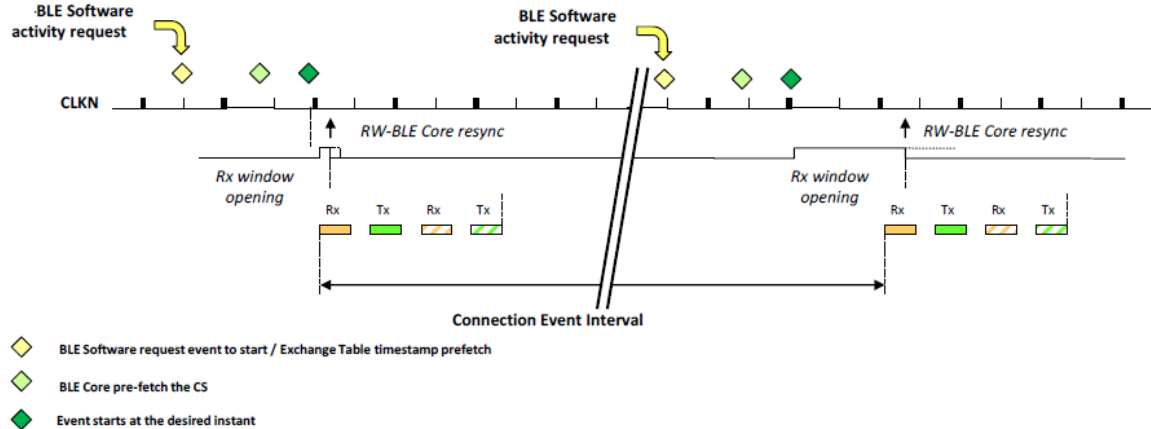 ·BLE Software
activity request
BLE Software
activity request
CLKN
RW-BLE Core resync
RW-BLE Core resync
Rx window
opening
Rx window
opening
Rx Tx Rx Tx
Rx Tx Rx Tx
Connection Event Interval
BLE Software request event to start / Exchange Table timestamp prefetch
BLE Core pre-fetch the CS
Event starts at the desired instant